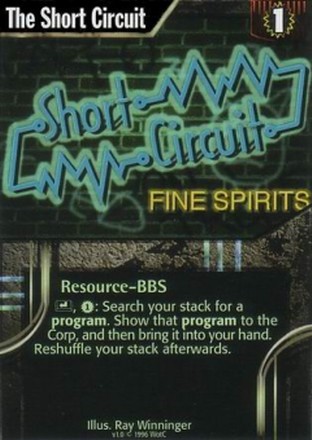 The Short Circuit
1
Short
Circuit
FINE SPIRITS
Resource-BBS
, 1: Search your stack for a
program. Show that program to the
Corp, and then bring it into your hand.
Reshuffle your stack afterwards.
Illus. Ray Winninger
v1.0 © 1996 WotC